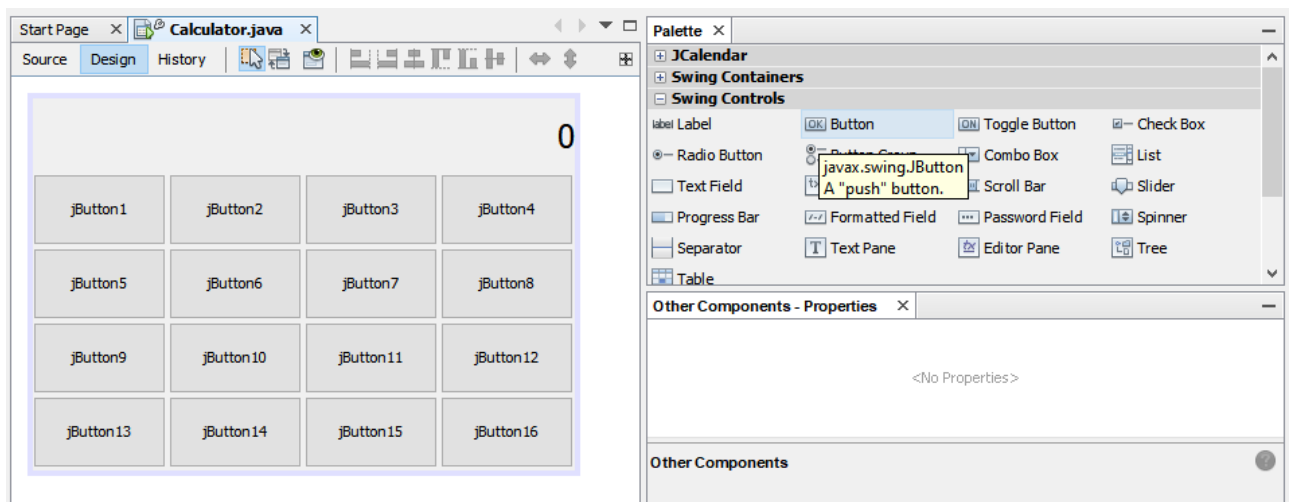 Start Page Calculator.java
Source Design History
0
jButton1 jButton2 jButton3 jButton4
jButton5 jButton6 jButton7 jButton8
jButton9 jButton10 jButton11 jButton12
jButton13 jButton14 jButton15 jButton16
Palette
JCalendar
Swing Containers
Swing Controls
label Label OK Button ON Toggle Button Check Box
Radio Button Combo Box List
Text Field Scroll Bar Slider
javax.swing.JButton
A "push" button.
Progress Bar Formatted Field Password Field Spinner
Separator T Text Pane Editor Pane Tree
Table
Other Components - Properties
<No Properties>
Other Components